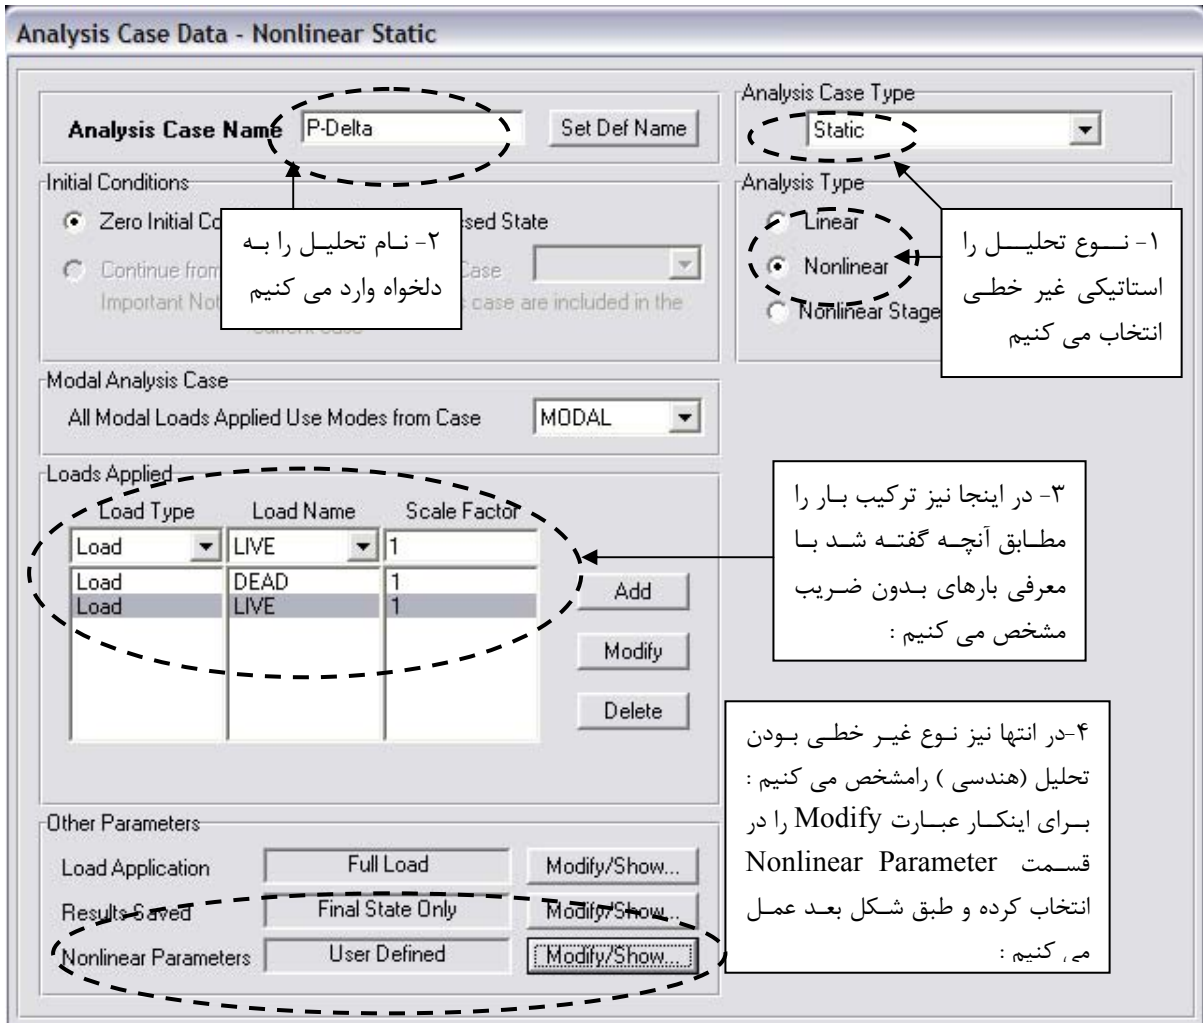 Analysis Case Data - Nonlinear Static
Analysis Case Name P-Delta Set Def Name
Analysis Case Type
Static
Initial Conditions
Zero Initial Co ssed State
Continue from Case
Important Not s case are included in the
current case
۲- نام تحلیل را به
دلخواه وارد می کنیم
Analysis Type
Linear
Nonlinear
Nonlinear Stage
۱- نوع تحلیل را
استاتیکی غیر خطی
انتخاب می کنیم
Modal Analysis Case
All Modal Loads Applied Use Modes from Case MODAL
Loads Applied
Load Type Load Name Scale Factor
Load LIVE 1
Load DEAD 1
Load LIVE 1
Add
Modify
Delete
۳- در اینجا نیز ترکیب بار را
مطابق آنچه گفته شد با
معرفی بارهای بدون ضریب
مشخص می کنیم :
۴-در انتها نیز نوع غیر خطی بودن
تحلیل (هندسی ) رامشخص می کنیم :
برای اینکار عبارت Modify را در
قسمت Nonlinear Parameter
انتخاب کرده و طبق شکل بعد عمل
می کنیم :
Other Parameters
Load Application Full Load Modify/Show...
Results Saved Final State Only Modify/Show...
Nonlinear Parameters User Defined Modify/Show...